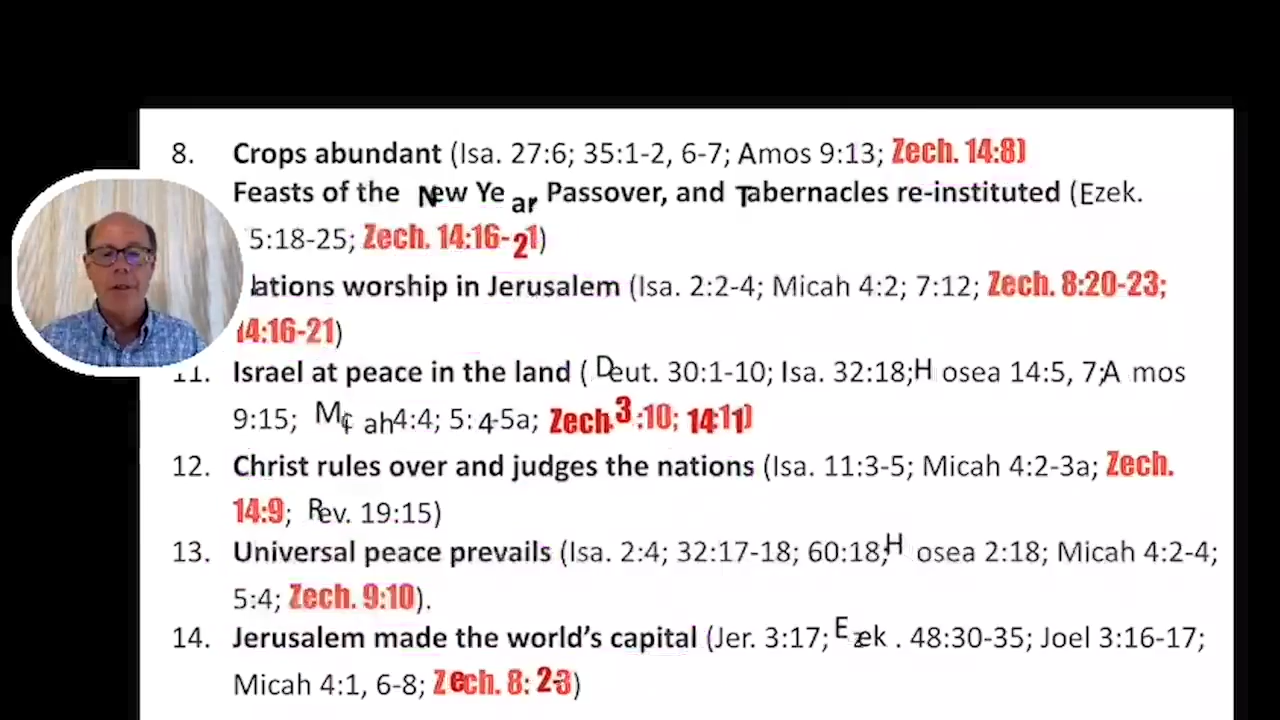 8. Crops abundant (Isa. 27:6; 35:1-2, 6-7; Amos 9:13; Zech. 14:8)
Feasts of the New Year, Passover, and Tabernacles re-instituted (Ezek.
5:18-25; Zech. 14:16-21)
ations worship in Jerusalem (Isa. 2:2-4; Micah 4:2; 7:12; Zech. 8:20-23;
14:16-21)
11. Israel at peace in the land (Deut. 30:1-10; Isa. 32:18; Hosea 14:5, 7; Amos
9:15; Micah 4:4; 5:4-5a; Zech. 3:10; 14:11)
12. Christ rules over and judges the nations (Isa. 11:3-5; Micah 4:2-3a; Zech.
14:9; Rev. 19:15)
13. Universal peace prevails (Isa. 2:4; 32:17-18; 60:18; Hosea 2:18; Micah 4:2-4;
5:4; Zech. 9:10).
14. Jerusalem made the world's capital (Jer. 3:17; Ezek. 48:30-35; Joel 3:16-17;
Micah 4:1, 6-8; Zech. 8:2-3)